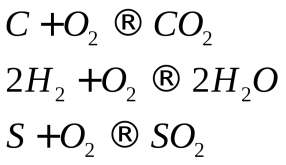 C + O₂ ® CO₂
2H₂ + O₂ ® 2H₂O
S + O₂ ® SO₂